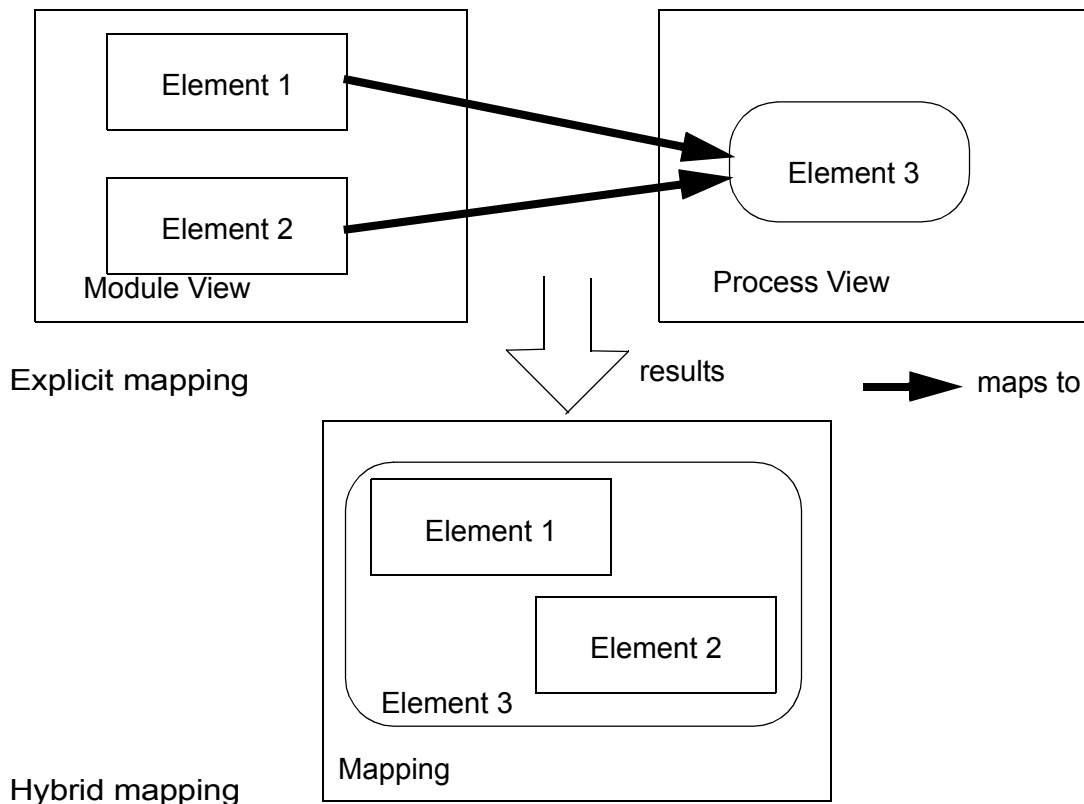 Element 1
Element 2
Module View
Element 3
Process View
Explicit mapping
results
maps to
Element 1
Element 2
Element 3
Mapping
Hybrid mapping